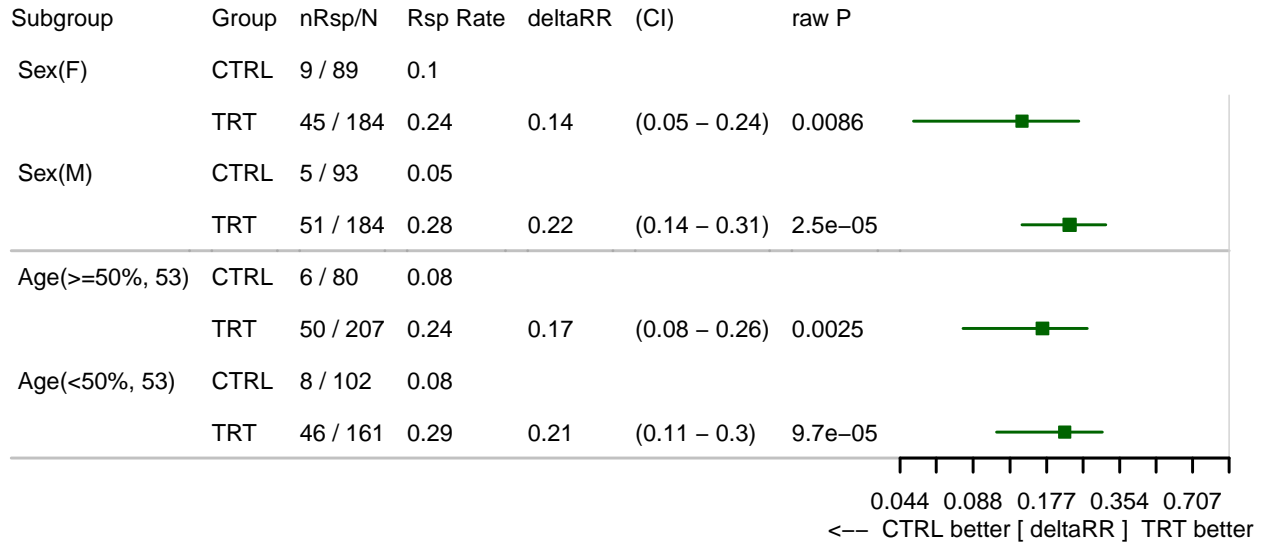 Subgroup Group nRsp/N Rsp Rate deltaRR (CI) raw P
Sex(F) CTRL 9 / 89 0.1
TRT 45 / 184 0.24 0.14 (0.05 − 0.24) 0.0086
Sex(M) CTRL 5 / 93 0.05
TRT 51 / 184 0.28 0.22 (0.14 − 0.31) 2.5e−05
Age(>=50%, 53) CTRL 6 / 80 0.08
TRT 50 / 207 0.24 0.17 (0.08 − 0.26) 0.0025
Age(<50%, 53) CTRL 8 / 102 0.08
TRT 46 / 161 0.29 0.21 (0.11 − 0.3) 9.7e−05
0.044 0.088 0.177 0.354 0.707
<−− CTRL better [ deltaRR ] TRT better